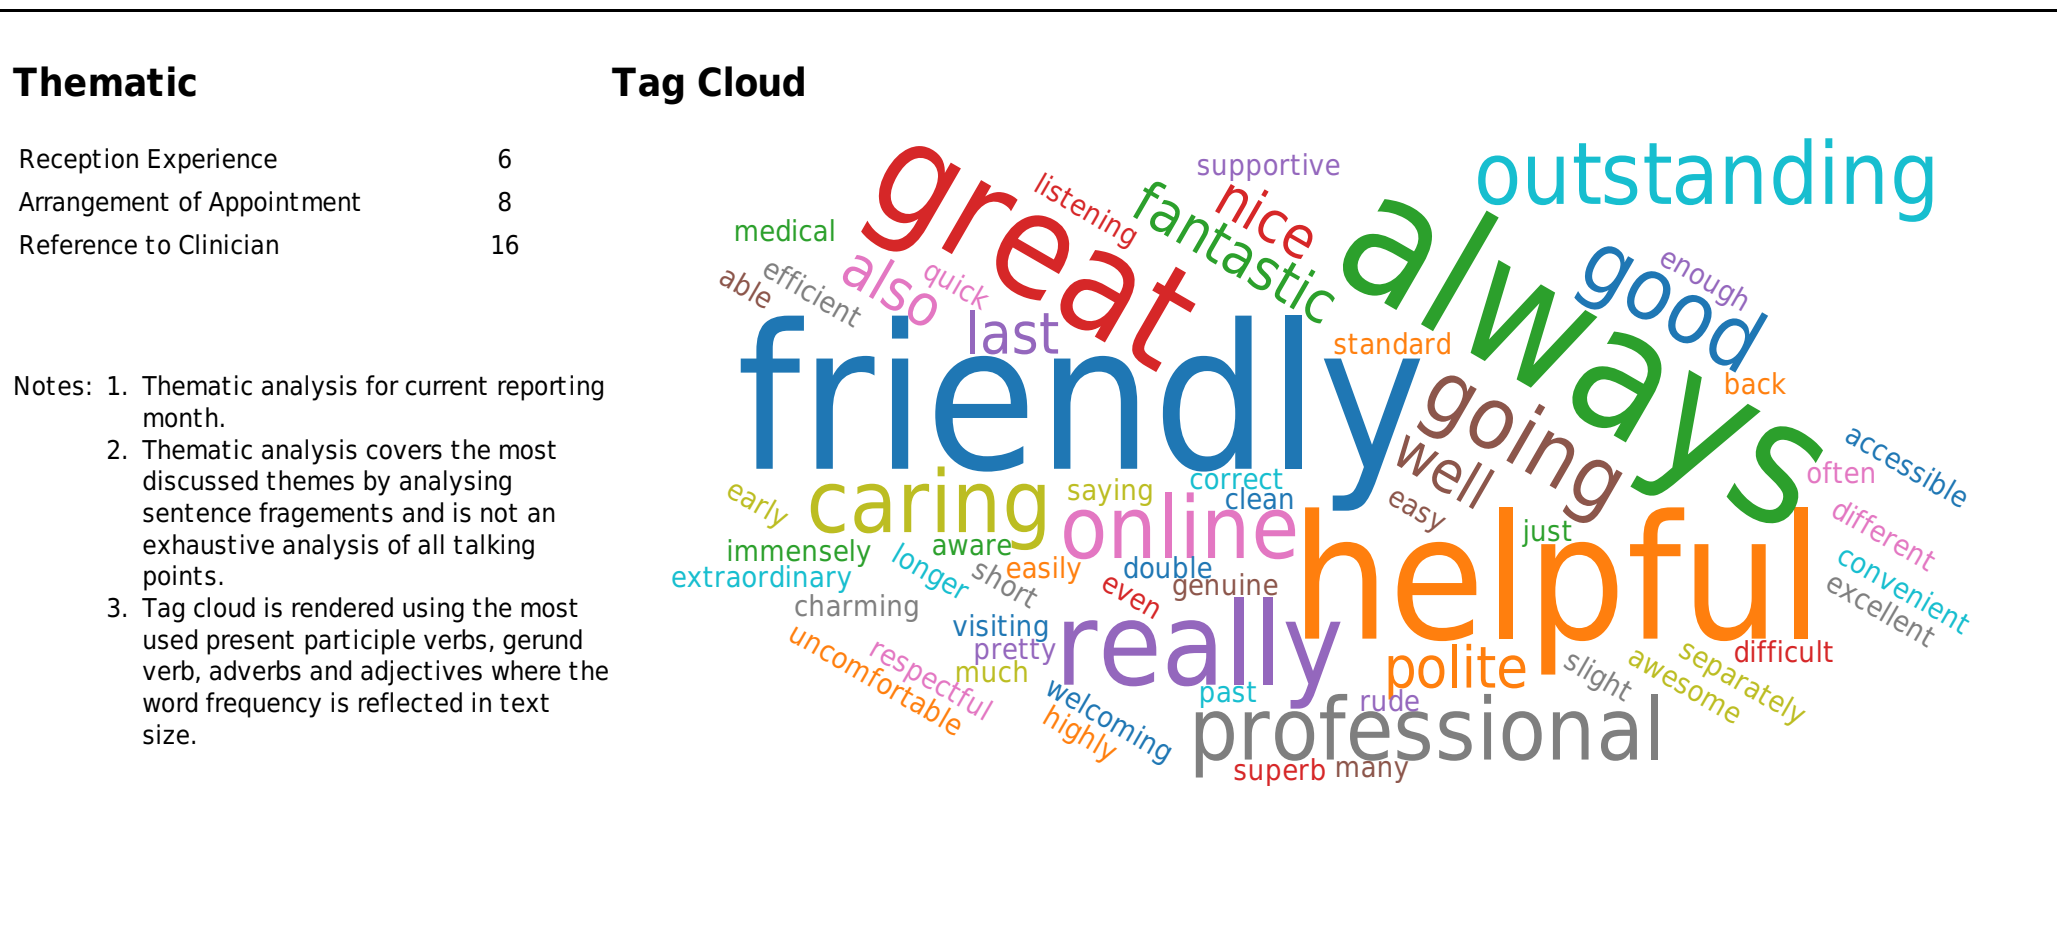 Thematic
Tag Cloud
Reception Experience 6
Arrangement of Appointment 8
Reference to Clinician 16
Notes: 1. Thematic analysis for current reporting
month.
2. Thematic analysis covers the most
discussed themes by analysing
sentence fragements and is not an
exhaustive analysis of all talking
points.
3. Tag cloud is rendered using the most
used present participle verbs, gerund
verb, adverbs and adjectives where the
word frequency is reflected in text
size.
outstanding
supportive
great
listening
fantastic
nice
always
medical
good
enough
able
efficient
also
quick
last
friendly
standard
back
going
well
accessible
often
early
caring
saying
correct
clean
online
easy
just
different
helpful
immensely
aware
extraordinary
longer
short
easily
double
even
genuine
convenient
excellent
charming
visiting
pretty
really
much
uncomfortable
respectful
polite
slight
awesome
separately
difficult
welcoming
highly
past
rude
professional
superb
many